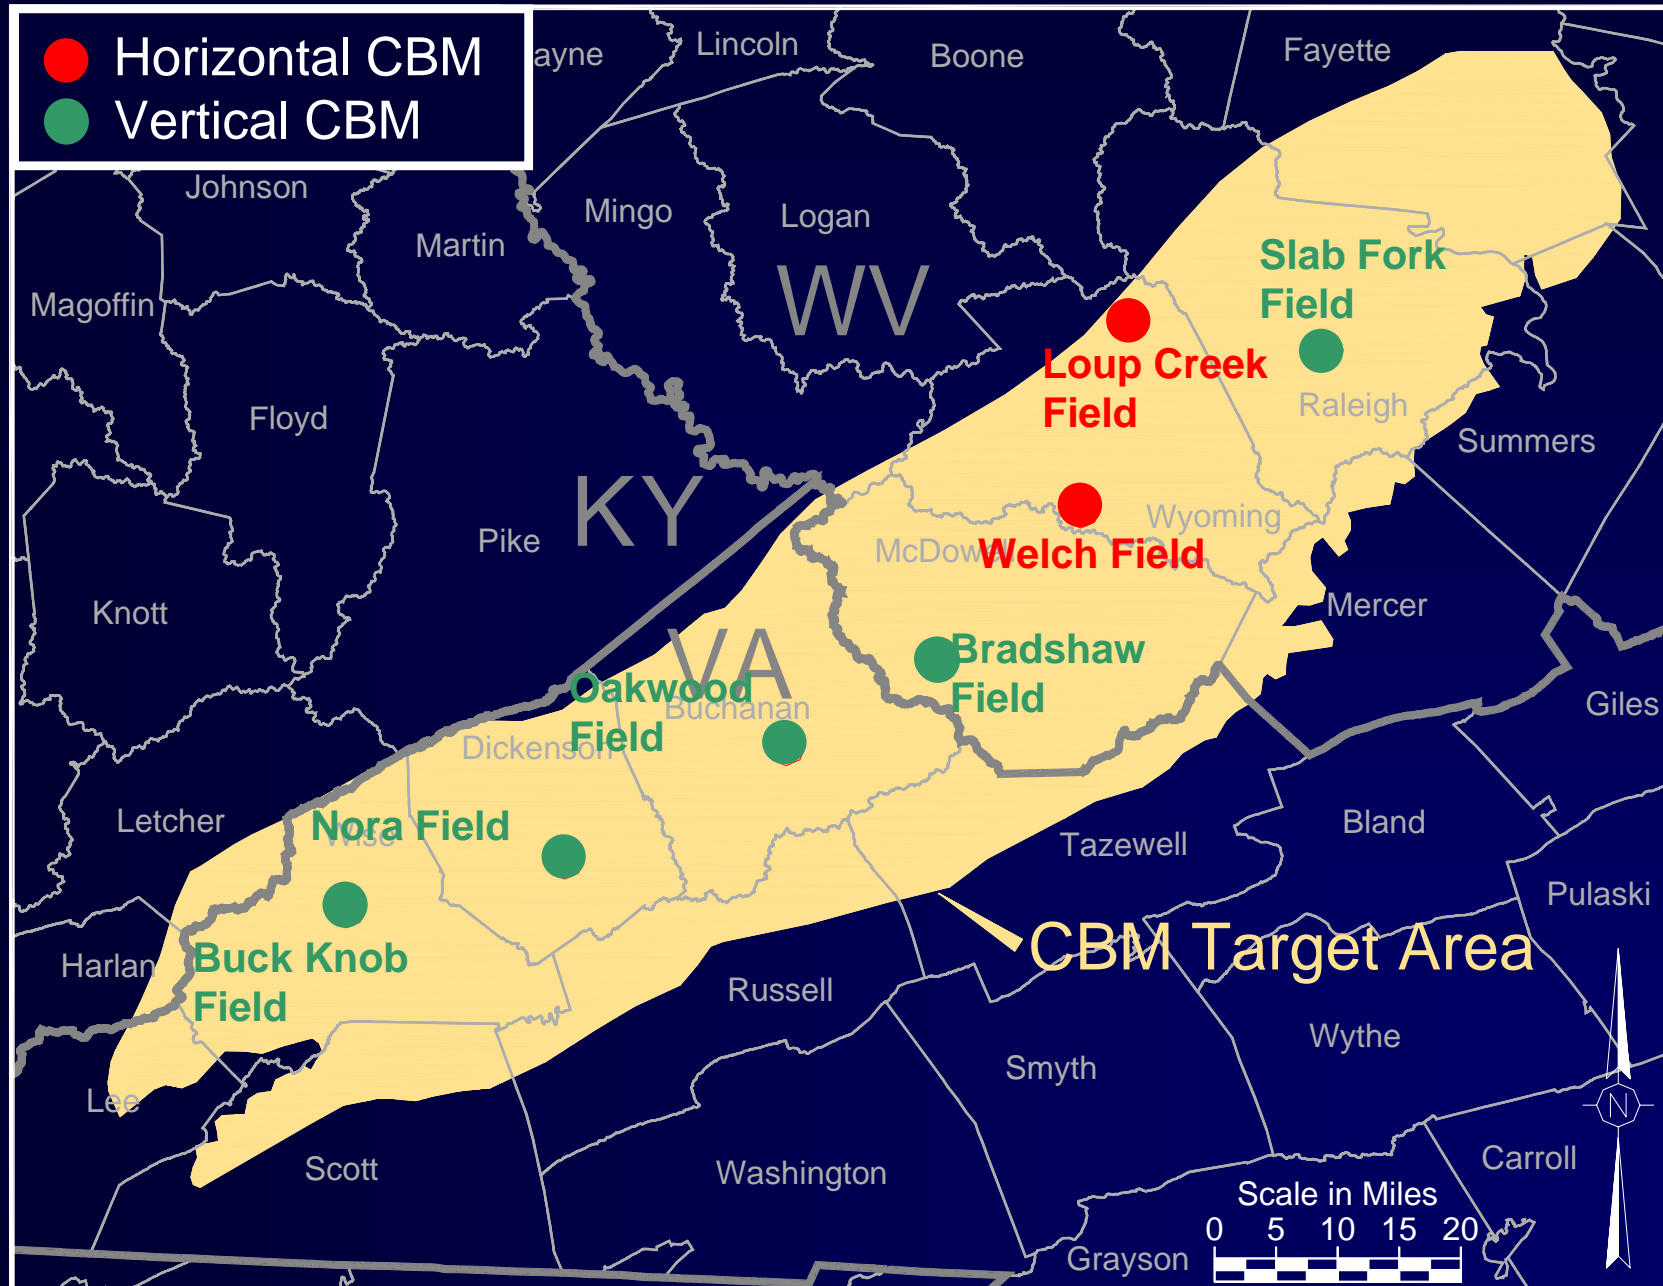 Horizontal CBM
Vertical CBM
ayne
Lincoln
Boone
Fayette
Johnson
Martin
Mingo
Logan
WV
Magoffin
Slab Fork
Field
Loup Creek
Field
Raleigh
Floyd
Summers
KY
Pike
Wyoming
McDowell
Welch Field
Knott
Mercer
VA
Bradshaw
Field
Oakwood
Field
Buchanan
Dickenson
Giles
Letcher
Nora Field
Wise
Tazewell
Bland
Pulaski
CBM Target Area
Harlan
Buck Knob
Field
Russell
Wythe
Smyth
Lee
N
Scott
Washington
Carroll
Scale in Miles
0 5 10 15 20
Grayson